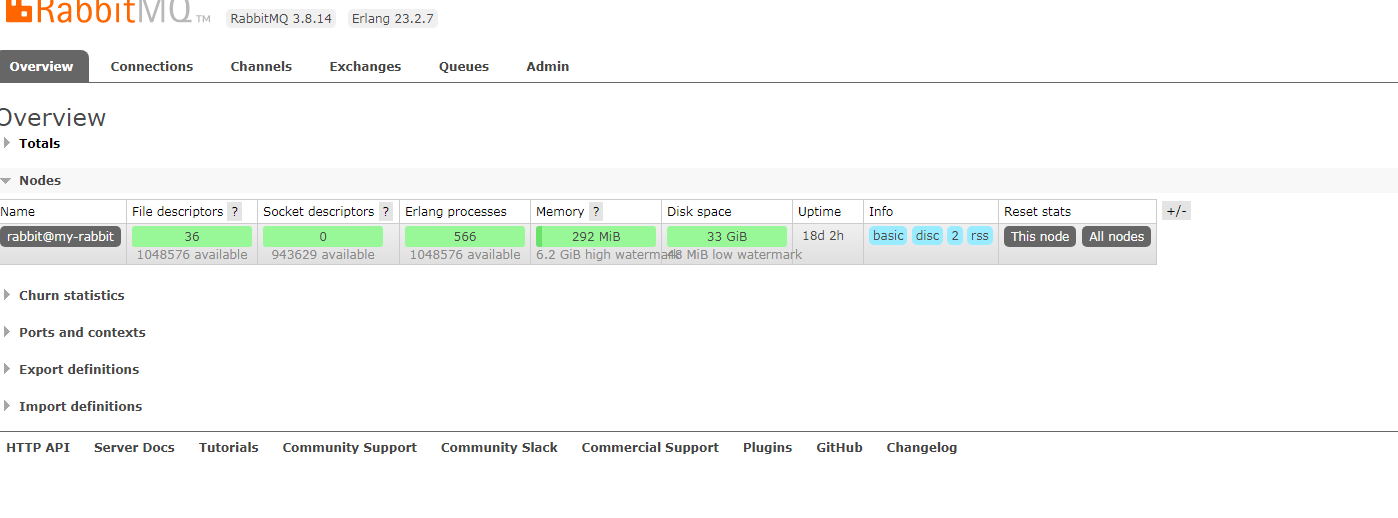 RabbitMQ TM RabbitMQ 3.8.14 Erlang 23.2.7
Overview Connections Channels Exchanges Queues Admin
Overview
Totals
Nodes
Name File descriptors ? Socket descriptors ? Erlang processes Memory ? Disk space Uptime Info Reset stats +/-
rabbit@my-rabbit 36 0 566 292 MiB 33 GiB 18d 2h basic disc 2 rss This node All nodes
1048576 available 943629 available 1048576 available 6.2 GiB high watermark 48 MiB low watermark
Churn statistics
Ports and contexts
Export definitions
Import definitions
HTTP API Server Docs Tutorials Community Support Community Slack Commercial Support Plugins GitHub Changelog